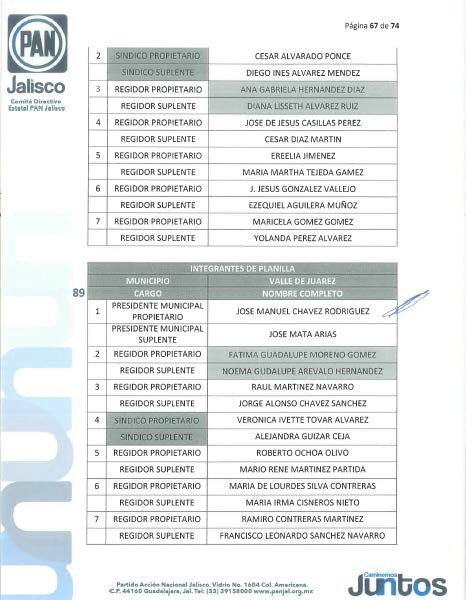 Página 67 de 74
PAN
Jalisco
Comité Directivo
Estatal PAN Jalisco
2 SINDICO PROPIETARIO CESAR ALVARADO PONCE
SINDICO SUPLENTE DIEGO INES ALVAREZ MENDEZ
3 REGIDOR PROPIETARIO ANA GABRIELA HERNANDEZ DIAZ
REGIDOR SUPLENTE DIANA LISSETH ALVAREZ RUIZ
4 REGIDOR PROPIETARIO JOSE DE JESUS CASILLAS PEREZ
REGIDOR SUPLENTE CESAR DIAZ MARTIN
5 REGIDOR PROPIETARIO EREELIA JIMENEZ
REGIDOR SUPLENTE MARIA MARTHA TEJEDA GAMEZ
6 REGIDOR PROPIETARIO J. JESUS GONZALEZ VALLEJO
REGIDOR SUPLENTE EZEQUIEL AGUILERA MUÑOZ
7 REGIDOR PROPIETARIO MARICELA GOMEZ GOMEZ
REGIDOR SUPLENTE YOLANDA PEREZ ALVAREZ
INTEGRANTES DE PLANILLA
MUNICIPIO VALLE DE JUAREZ
89 CARGO NOMBRE COMPLETO
1 PRESIDENTE MUNICIPAL PROPIETARIO JOSE MANUEL CHAVEZ RODRIGUEZ
PRESIDENTE MUNICIPAL SUPLENTE JOSE MATA ARIAS
2 REGIDOR PROPIETARIO FATIMA GUADALUPE MORENO GOMEZ
REGIDOR SUPLENTE NOEMA GUDALUPE AREVALO HERNANDEZ
3 REGIDOR PROPIETARIO RAUL MARTINEZ NAVARRO
REGIDOR SUPLENTE JORGE ALONSO CHAVEZ SANCHEZ
4 SINDICO PROPIETARIO VERONICA IVETTE TOVAR ALVAREZ
SINDICO SUPLENTE ALEJANDRA GUIZAR CEJA
5 REGIDOR PROPIETARIO ROBERTO OCHOA OLIVO
REGIDOR SUPLENTE MARIO RENE MARTINEZ PARTIDA
6 REGIDOR PROPIETARIO MARIA DE LOURDES SILVA CONTRERAS
REGIDOR SUPLENTE MARIA IRMA CISNEROS NIETO
7 REGIDOR PROPIETARIO RAMIRO CONTRERAS MARTINEZ
REGIDOR SUPLENTE FRANCISCO LEONARDO SANCHEZ NAVARRO
Partido Acción Nacional Jalisco. Vidrio No. 1604 Col. Americana.
C.P. 44160 Guadalajara, Jal. Tel: (33) 39158000 www.panjal.org.mx
Caminemos
Juntos